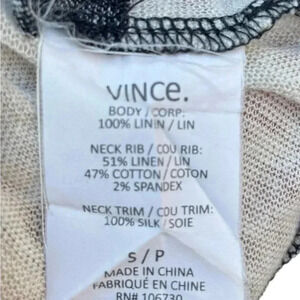 VINCE.
BODY / CORP:
100% LINEN / LIN
NECK RIB / COU RIB:
51% LINEN / LIN
47% COTTON / COTON
2% SPANDEX
NECK TRIM / COU TRIM:
100% SILK / SOIE
S / P
MADE IN CHINA
FABRIQUÉ EN CHINE
RN# 106730